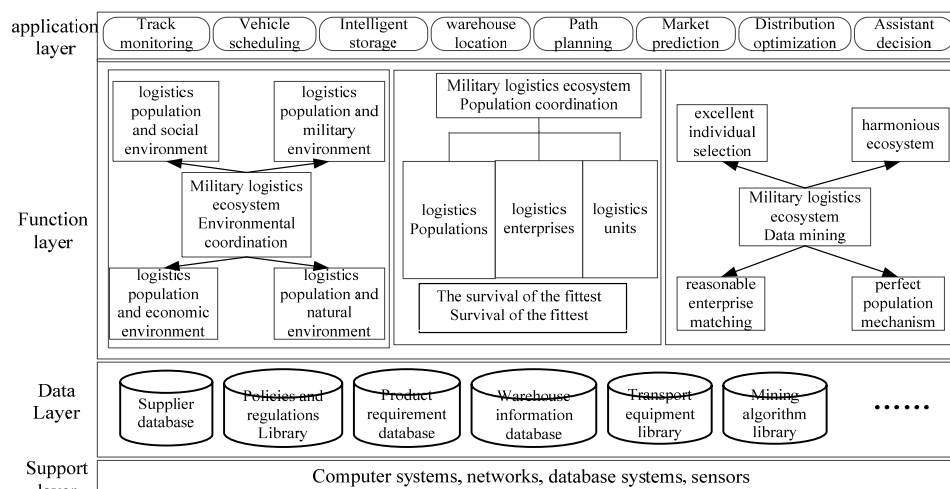 application
layer
Track
monitoring
Vehicle
scheduling
Intelligent
storage
warehouse
location
Path
planning
Market
prediction
Distribution
optimization
Assistant
decision
Function
layer
logistics
population
and social
environment
logistics
population and
military
environment
Military logistics
ecosystem
Environmental
coordination
logistics
population
and economic
environment
logistics
population and
natural
environment
Military logistics ecosystem
Population coordination
logistics
Populations
logistics
enterprises
logistics
units
The survival of the fittest
Survival of the fittest
excellent
individual
selection
harmonious
ecosystem
Military logistics
ecosystem
Data mining
reasonable
enterprise
matching
perfect
population
mechanism
Data
Layer
Supplier
database
Policies and
regulations
Library
Product
requirement
database
Warehouse
information
database
Transport
equipment
library
Mining
algorithm
library
......
Support
layer
Computer systems, networks, database systems, sensors